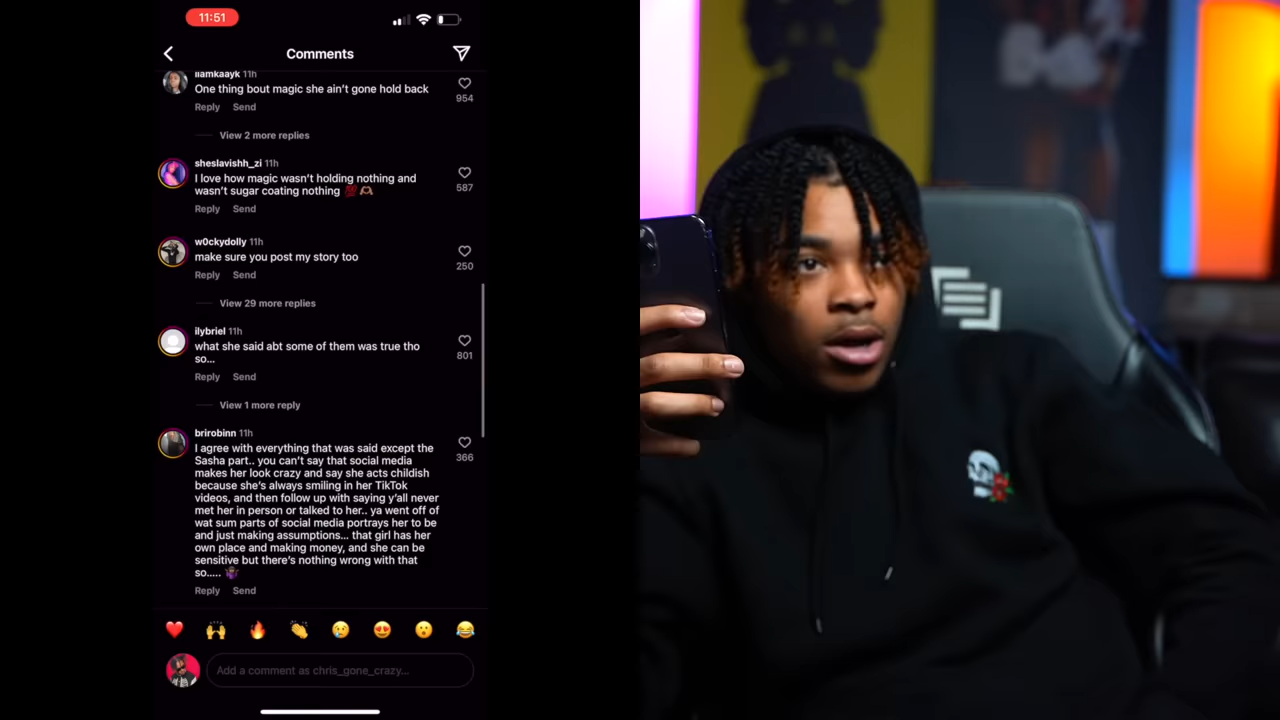 11:51
Comments
iiamkaayk 11h
One thing bout magic she ain't gone hold back
954
Reply Send
View 2 more replies
sheslavishh_zi 11h
I love how magic wasn't holding nothing and
wasn't sugar coating nothing 💯🫶🏽
587
Reply Send
w0ckydolly 11h
make sure you post my story too
250
Reply Send
View 29 more replies
ilybriel 11h
what she said abt some of them was true tho
so...
801
Reply Send
View 1 more reply
brirobinn 11h
I agree with everything that was said except the
Sasha part.. you can't say that social media
makes her look crazy and say she acts childish
because she's always smiling in her TikTok
videos, and then follow up with saying y'all never
met her in person or talked to her.. ya went off of
wat sum parts of social media portrays her to be
and just making assumptions... that girl has her
own place and making money, and she can be
sensitive but there's nothing wrong with that
so..... 🤷🏾‍♀️
366
Reply Send
Add a comment as chris_gone_crazy...